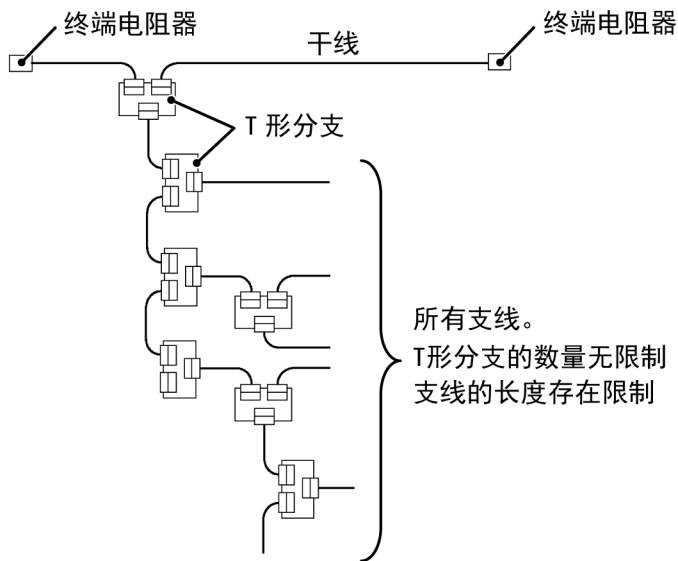 终端电阻器
终端电阻器
干线
T 形分支
所有支线。
T形分支的数量无限制
支线的长度存在限制